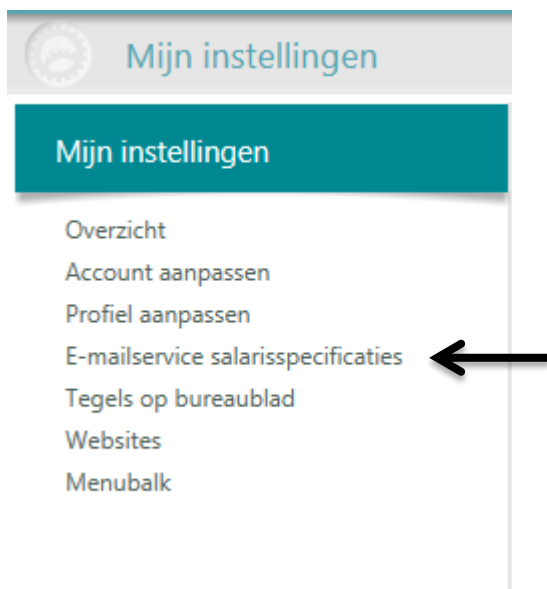 Mijn instellingen
Mijn instellingen
Overzicht
Account aanpassen
Profiel aanpassen
E-mailservice salarisspecificaties
Tegels op bureaublad
Websites
Menubalk